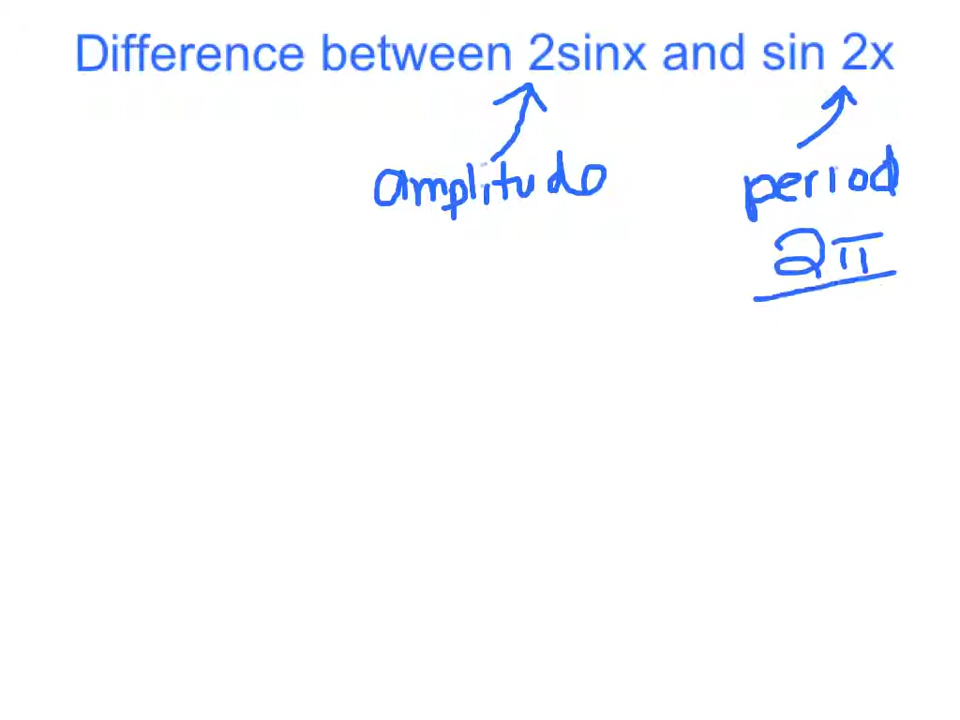 Difference between 2sinx and sin 2x
amplitude period
2π